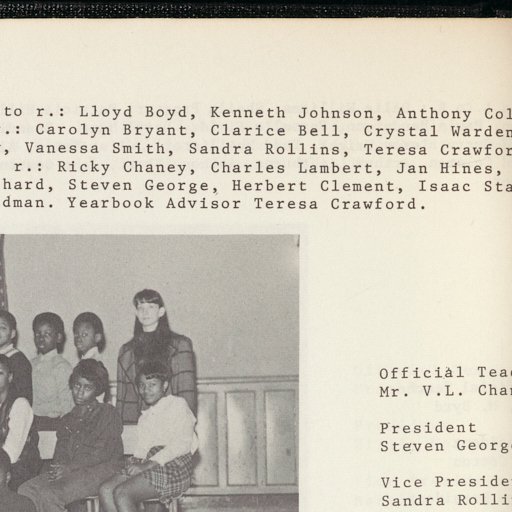 to r.: Lloyd Boyd, Kenneth Johnson, Anthony Col
r.: Carolyn Bryant, Clarice Bell, Crystal Warden
, Vanessa Smith, Sandra Rollins, Teresa Crawfor
r.: Ricky Chaney, Charles Lambert, Jan Hines,
hard, Steven George, Herbert Clement, Isaac Sta
dman. Yearbook Advisor Teresa Crawford.
Official Teac
Mr. V.L. Cha
President
Steven Georg
Vice Preside
Sandra Rolli